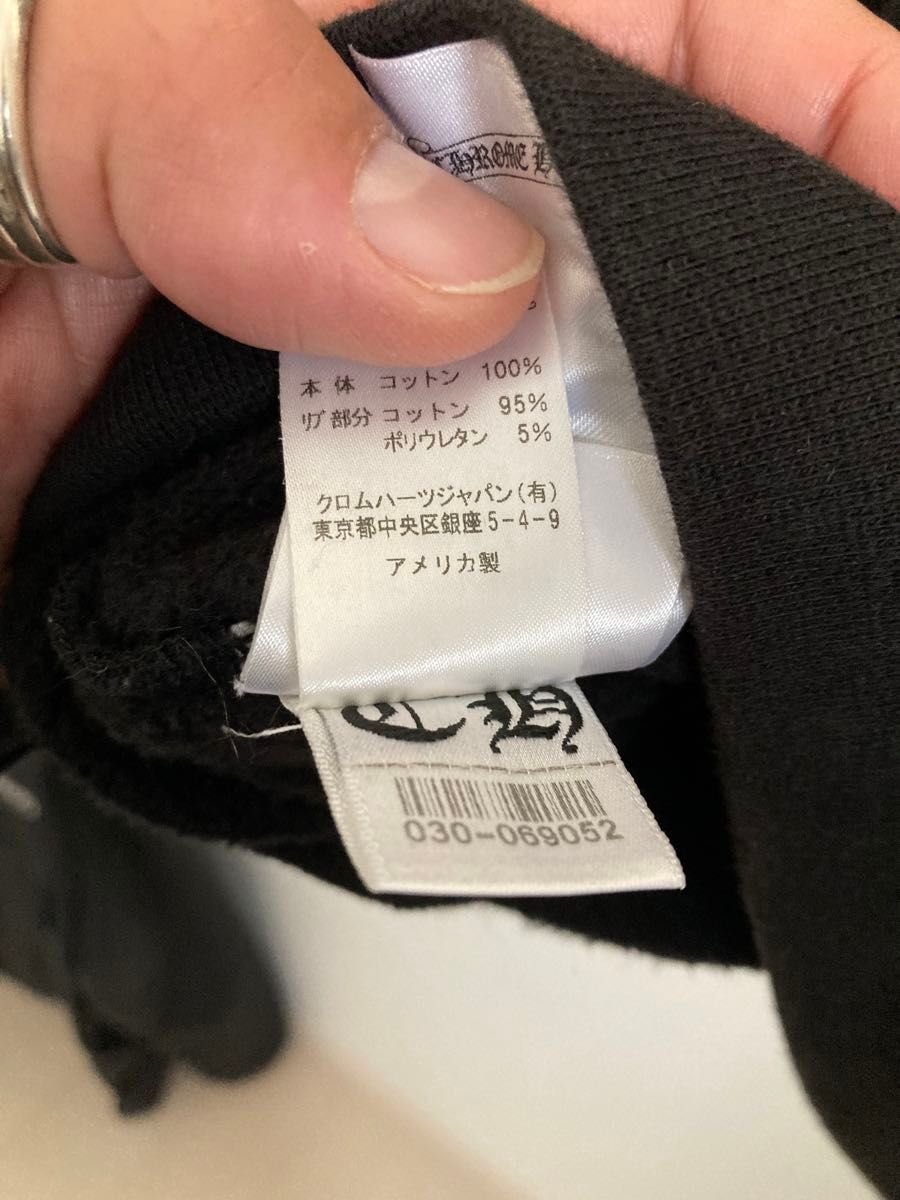 CHROME H
本体 コットン 100%
リブ部分 コットン 95%
ポリウレタン 5%
クロムハーツジャパン(有)
東京都中央区銀座5-4-9
アメリカ製
CH
030-069052